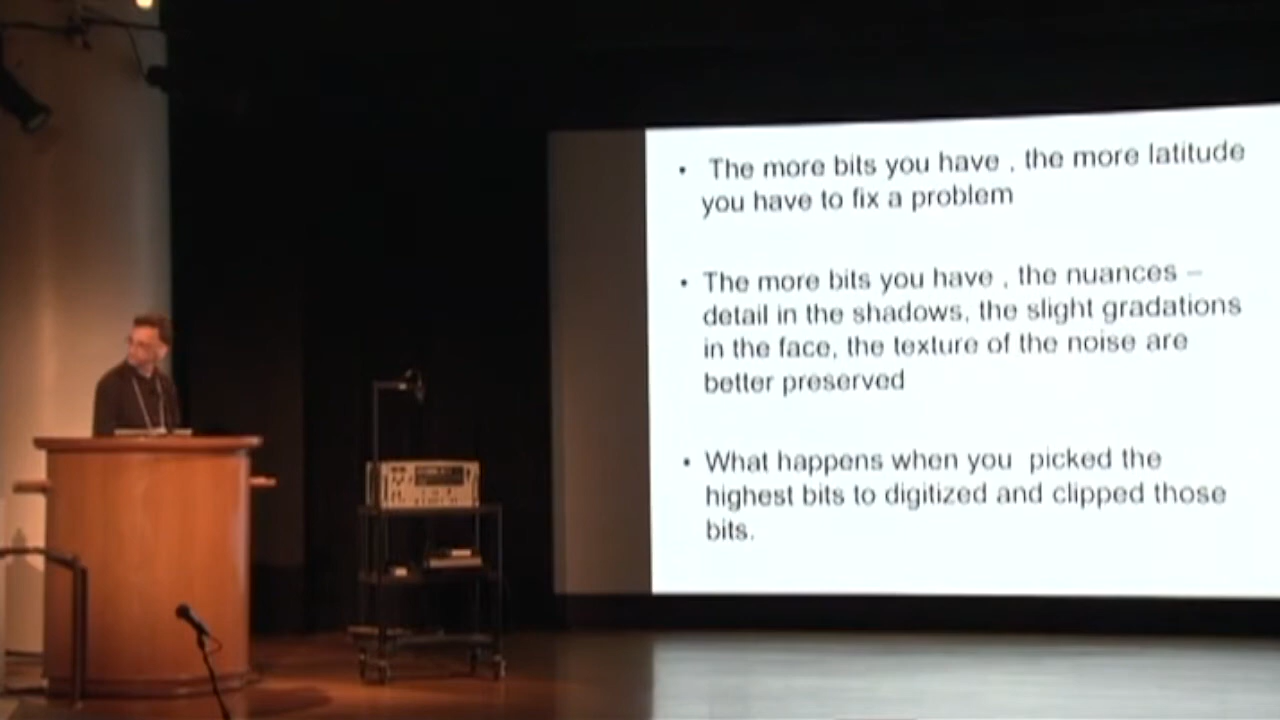 • The more bits you have , the more latitude
you have to fix a problem
• The more bits you have , the nuances –
detail in the shadows, the slight gradations
in the face, the texture of the noise are
better preserved
• What happens when you picked the
highest bits to digitized and clipped those
bits.